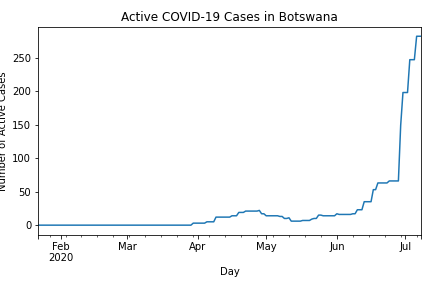 Active COVID-19 Cases in Botswana
Number of Active Cases
250
200
150
100
50
0
Feb
2020
Mar
Apr
May
Jun
Jul
Day